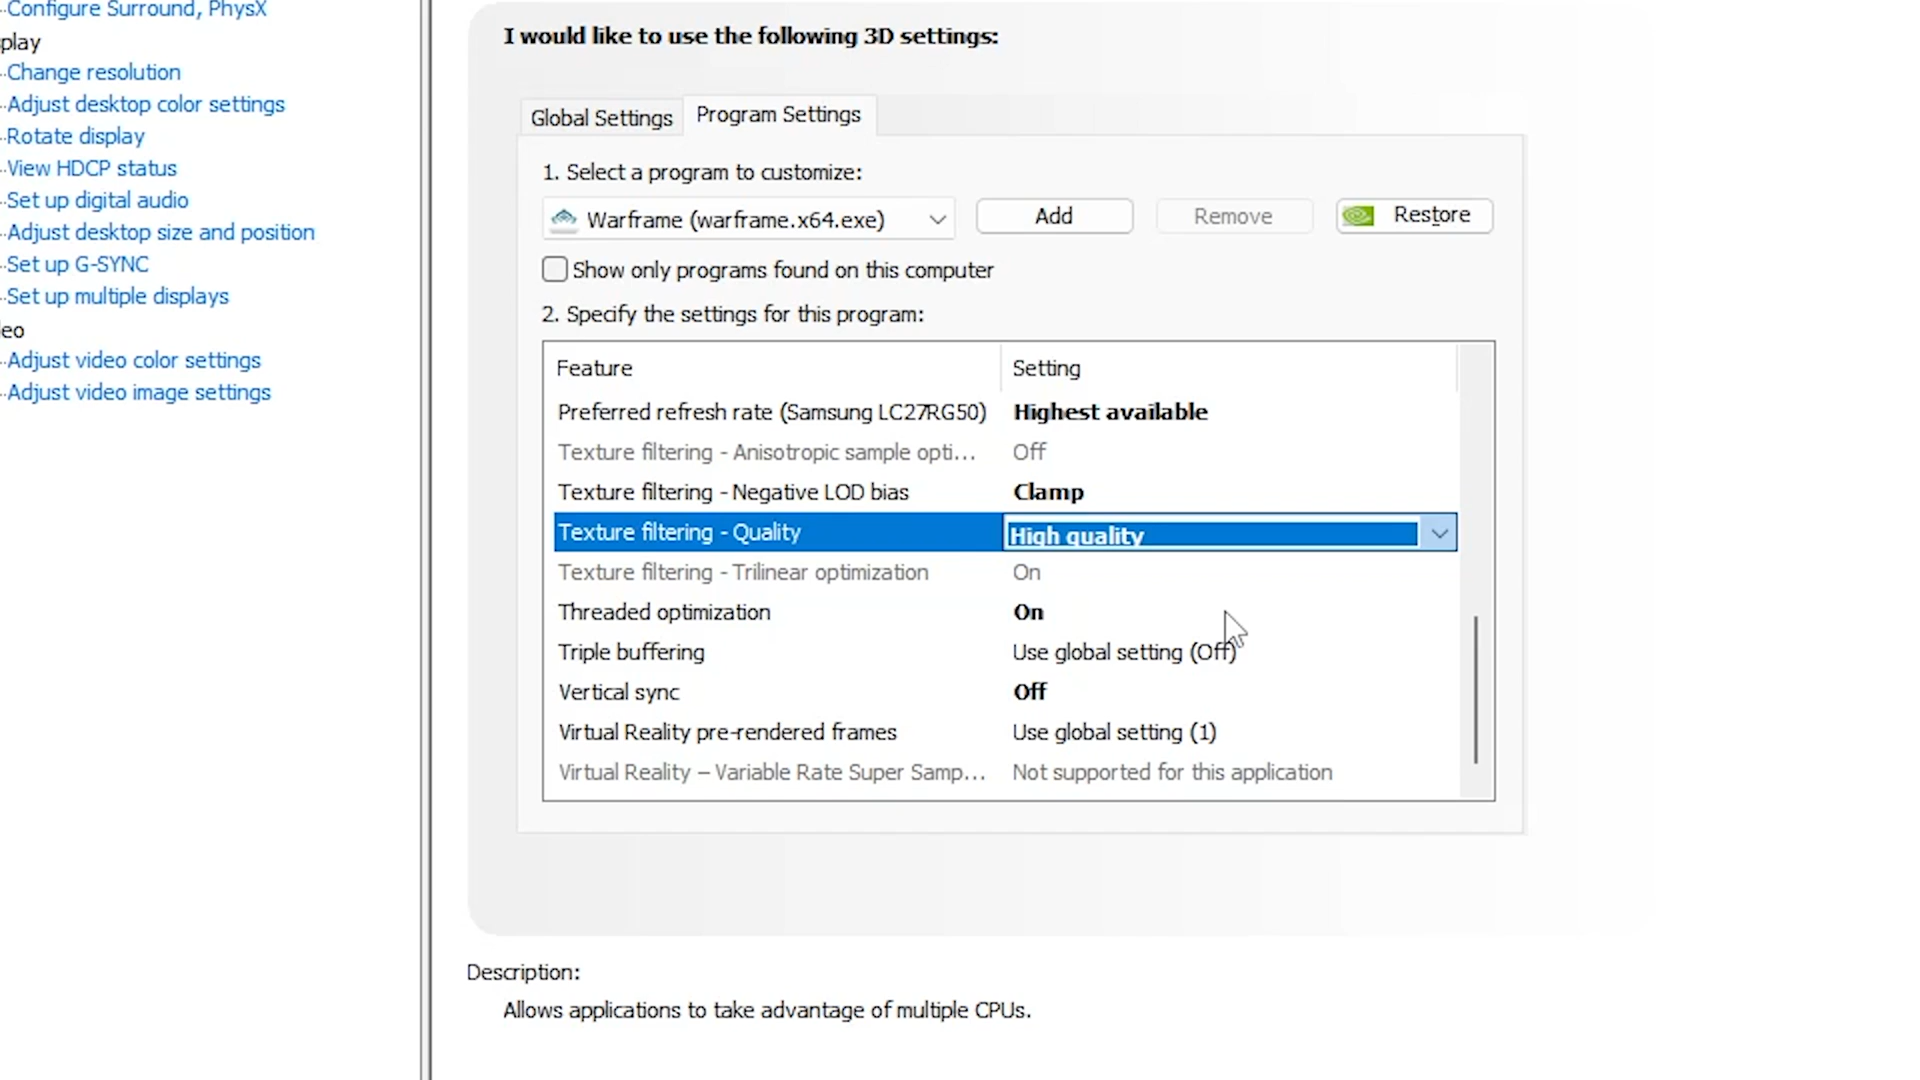 Configure Surround, PhysX
play
Change resolution
Adjust desktop color settings
Rotate display
View HDCP status
Set up digital audio
Adjust desktop size and position
Set up G-SYNC
Set up multiple displays
eo
Adjust video color settings
Adjust video image settings
I would like to use the following 3D settings:
Global Settings
Program Settings
1. Select a program to customize:
Warframe (warframe.x64.exe)
Add
Remove
Restore
Show only programs found on this computer
2. Specify the settings for this program:
Feature Setting
Preferred refresh rate (Samsung LC27RG50) Highest available
Texture filtering - Anisotropic sample opti... Off
Texture filtering - Negative LOD bias Clamp
Texture filtering - Quality High quality
Texture filtering - Trilinear optimization On
Threaded optimization On
Triple buffering Use global setting (Off)
Vertical sync Off
Virtual Reality pre-rendered frames Use global setting (1)
Virtual Reality – Variable Rate Super Samp... Not supported for this application
Description:
Allows applications to take advantage of multiple CPUs.